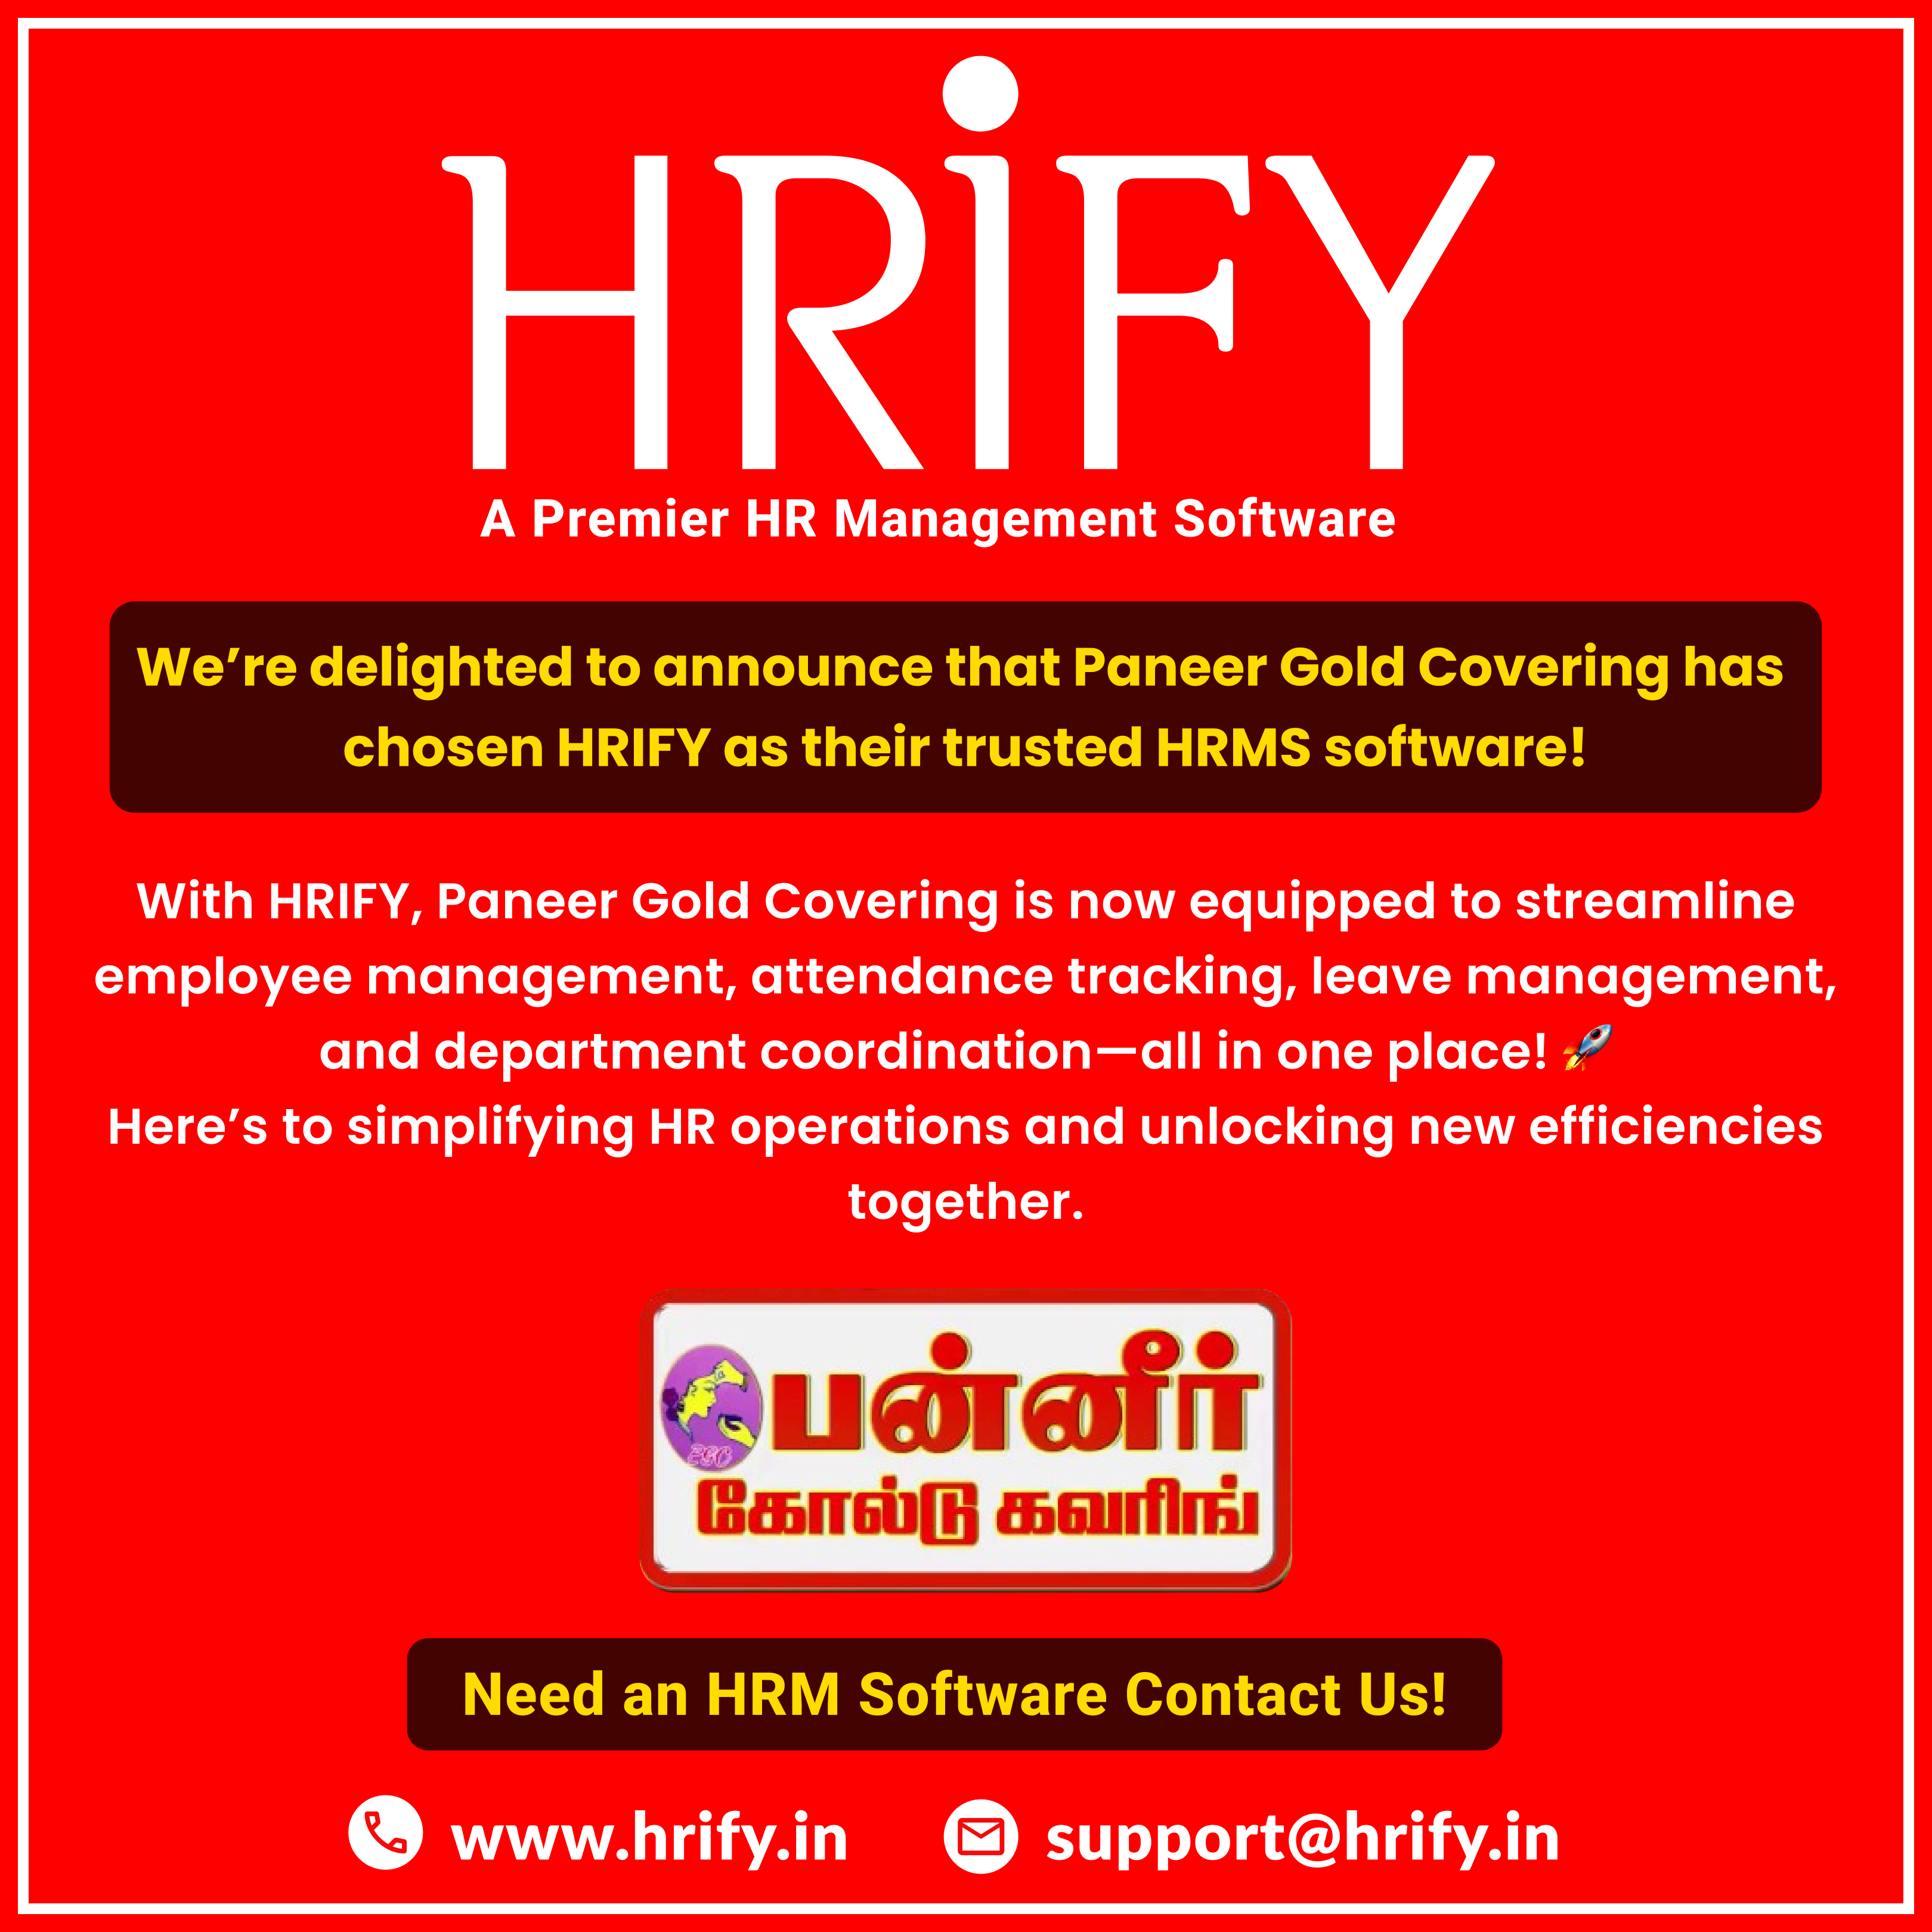 HRiFY
A Premier HR Management Software
We’re delighted to announce that Paneer Gold Covering has
chosen HRIFY as their trusted HRMS software!
With HRIFY, Paneer Gold Covering is now equipped to streamline
employee management, attendance tracking, leave management,
and department coordination—all in one place! 🚀
Here’s to simplifying HR operations and unlocking new efficiencies
together.
பன்னீர்
கோல்டு கவரிங்
Need an HRM Software Contact Us!
www.hrify.in support@hrify.in